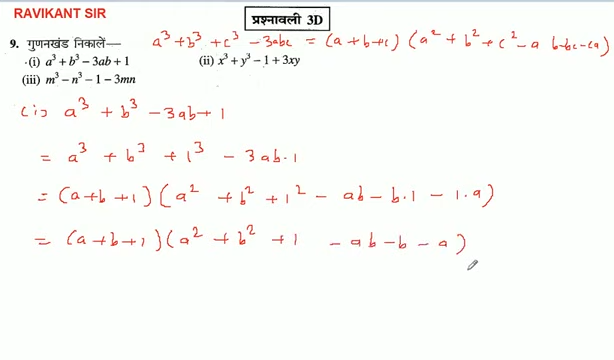 RAVIKANT SIR
प्रश्नावली 3D
9. गुणनखंड निकालें—
a³ + b³ + c³ - 3abc = (a+b+c) (a² + b² + c² - ab - bc - ca)
(i) a³ + b³ – 3ab + 1 (ii) x³ + y³ – 1 + 3xy
(iii) m³ – n³ – 1 – 3mn
(i) a³ + b³ - 3ab + 1
= a³ + b³ + 1³ - 3ab·1
= (a+b+1) (a² + b² + 1² - ab - b·1 - 1·a)
= (a+b+1) (a² + b² + 1 - ab - b - a)